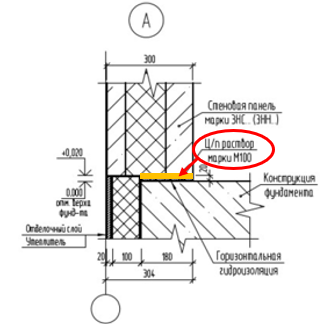 А
300
Стеновая панель
марки ЗНС.. (ЗНН..)
Ц/п раствор
марки М100
+0,020
20
0.000
отм. верха
фунд-та
Конструкция
фундамента
Отделочный слой
Утеплитель
Горизонтальная
гидроизоляция
20 100 180
304